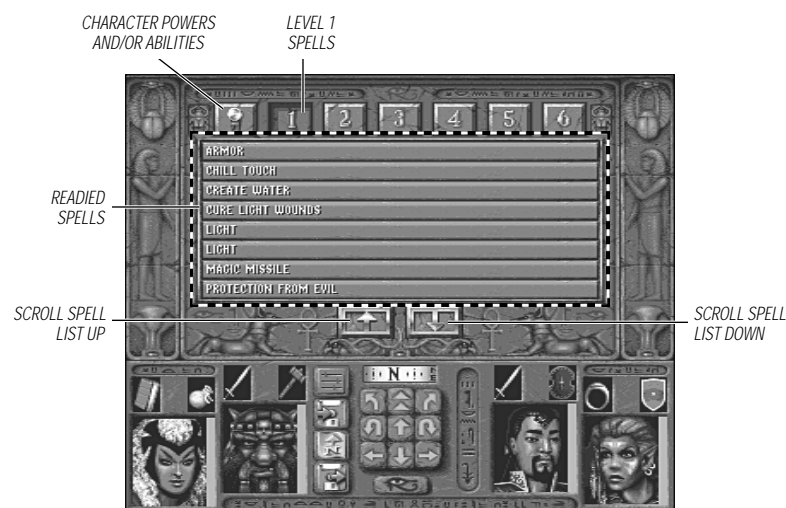 CHARACTER POWERS
AND/OR ABILITIES
LEVEL 1
SPELLS
1 2 3 4 5 6
READIED
SPELLS
ARMOR
CHILL TOUCH
CREATE WATER
CURE LIGHT WOUNDS
LIGHT
LIGHT
MAGIC MISSILE
PROTECTION FROM EVIL
SCROLL SPELL
LIST UP
SCROLL SPELL
LIST DOWN
N
N